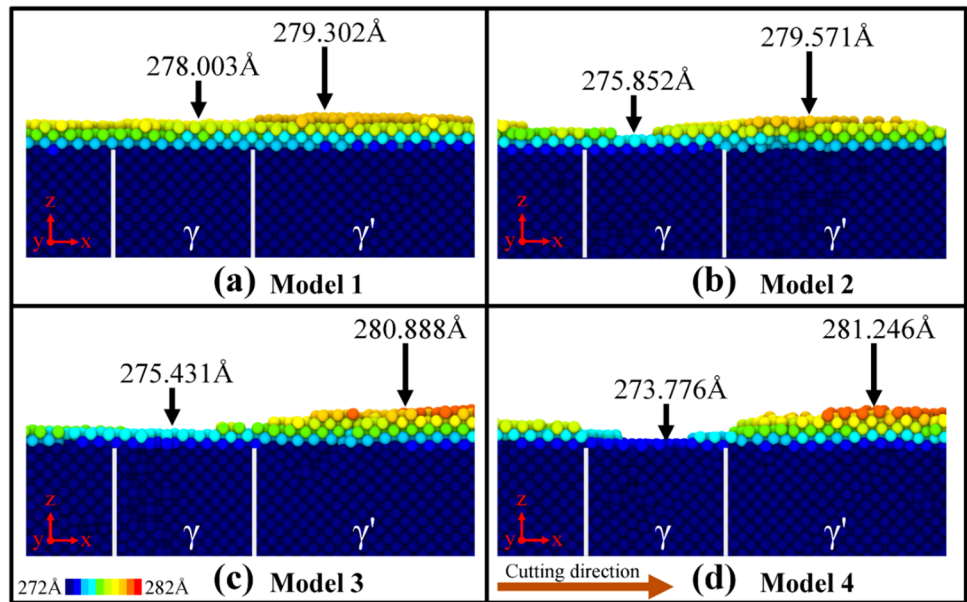 279.302Å
278.003Å
z
y x
γ
γ'
(a) Model 1
279.571Å
275.852Å
z
y x
γ
γ'
(b) Model 2
280.888Å
275.431Å
z
y x
γ
γ'
272Å 282Å
(c) Model 3
281.246Å
273.776Å
z
y x
γ
γ'
Cutting direction
(d) Model 4